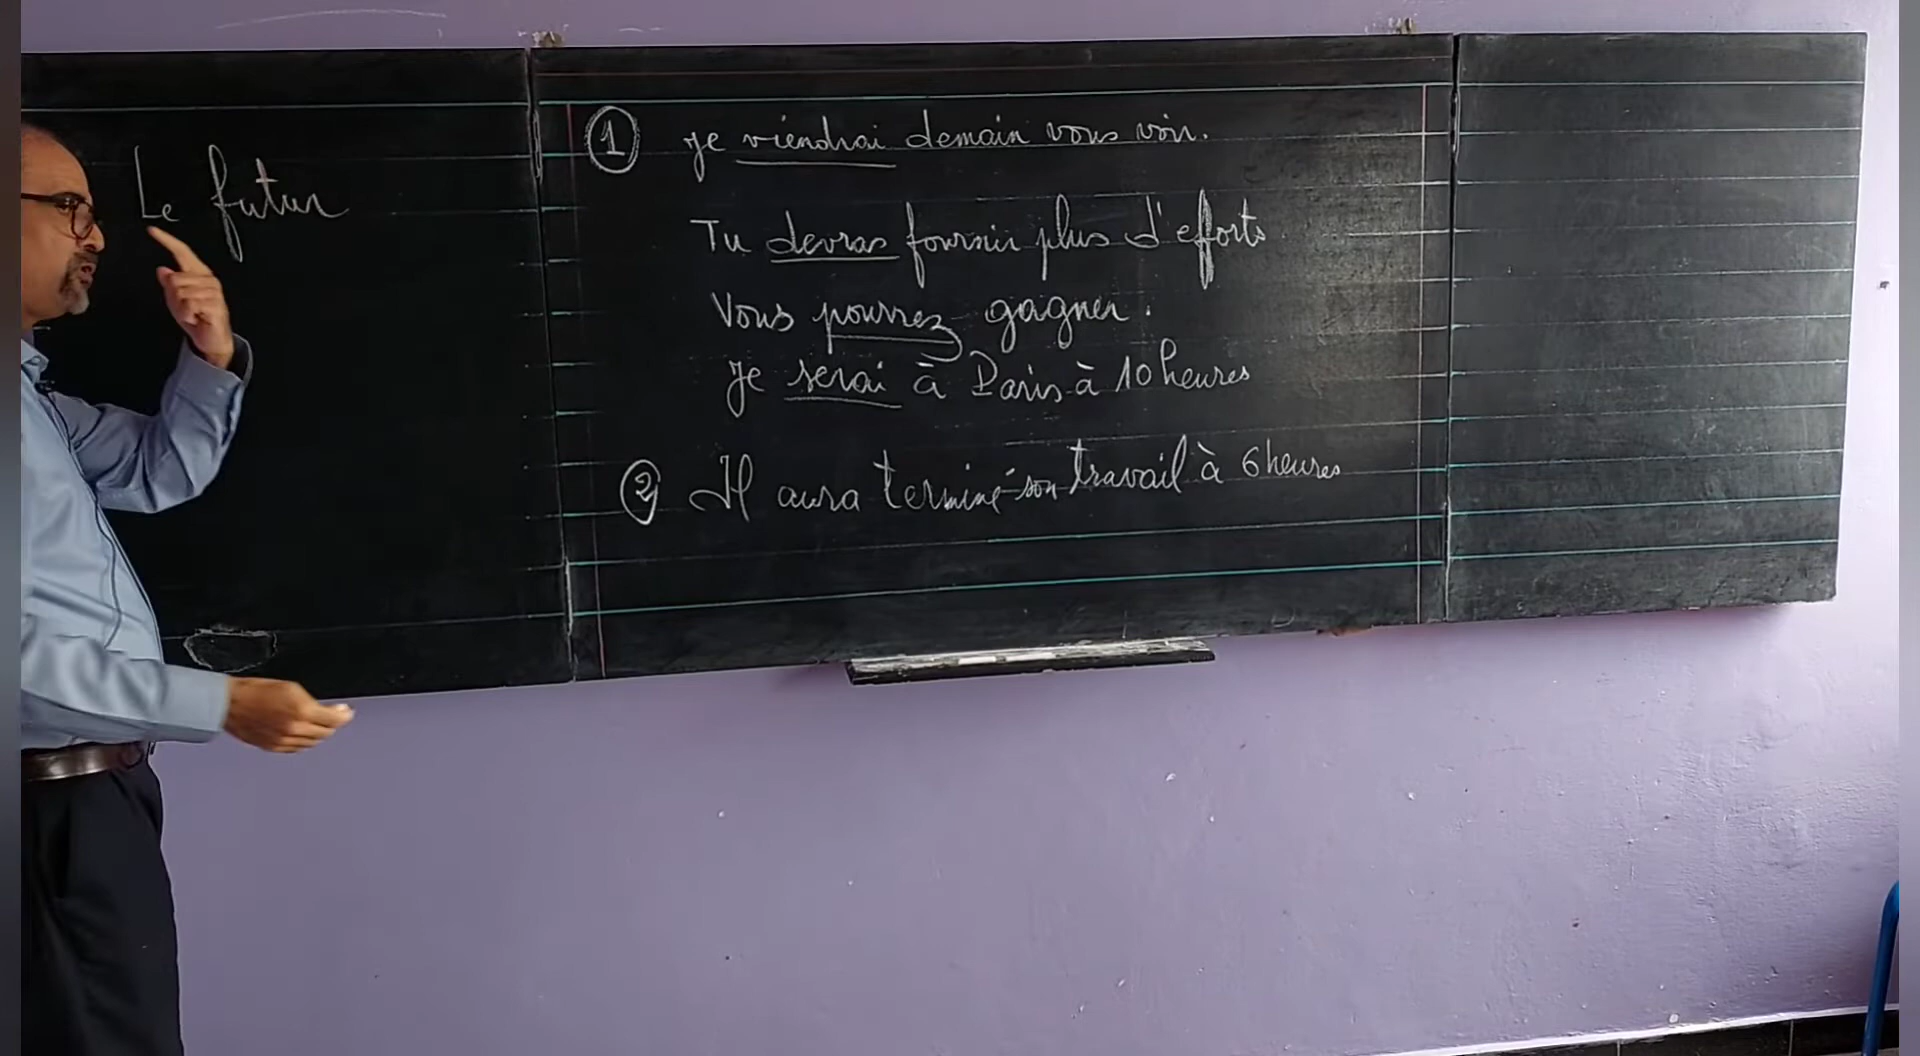 Le futur
1 Je viendrai demain vous voir.
Tu devras fournir plus d'efforts
Vous pourrez gagner.
Je serai à Paris à 10 heures
2 Il aura terminé son travail à 6 heures